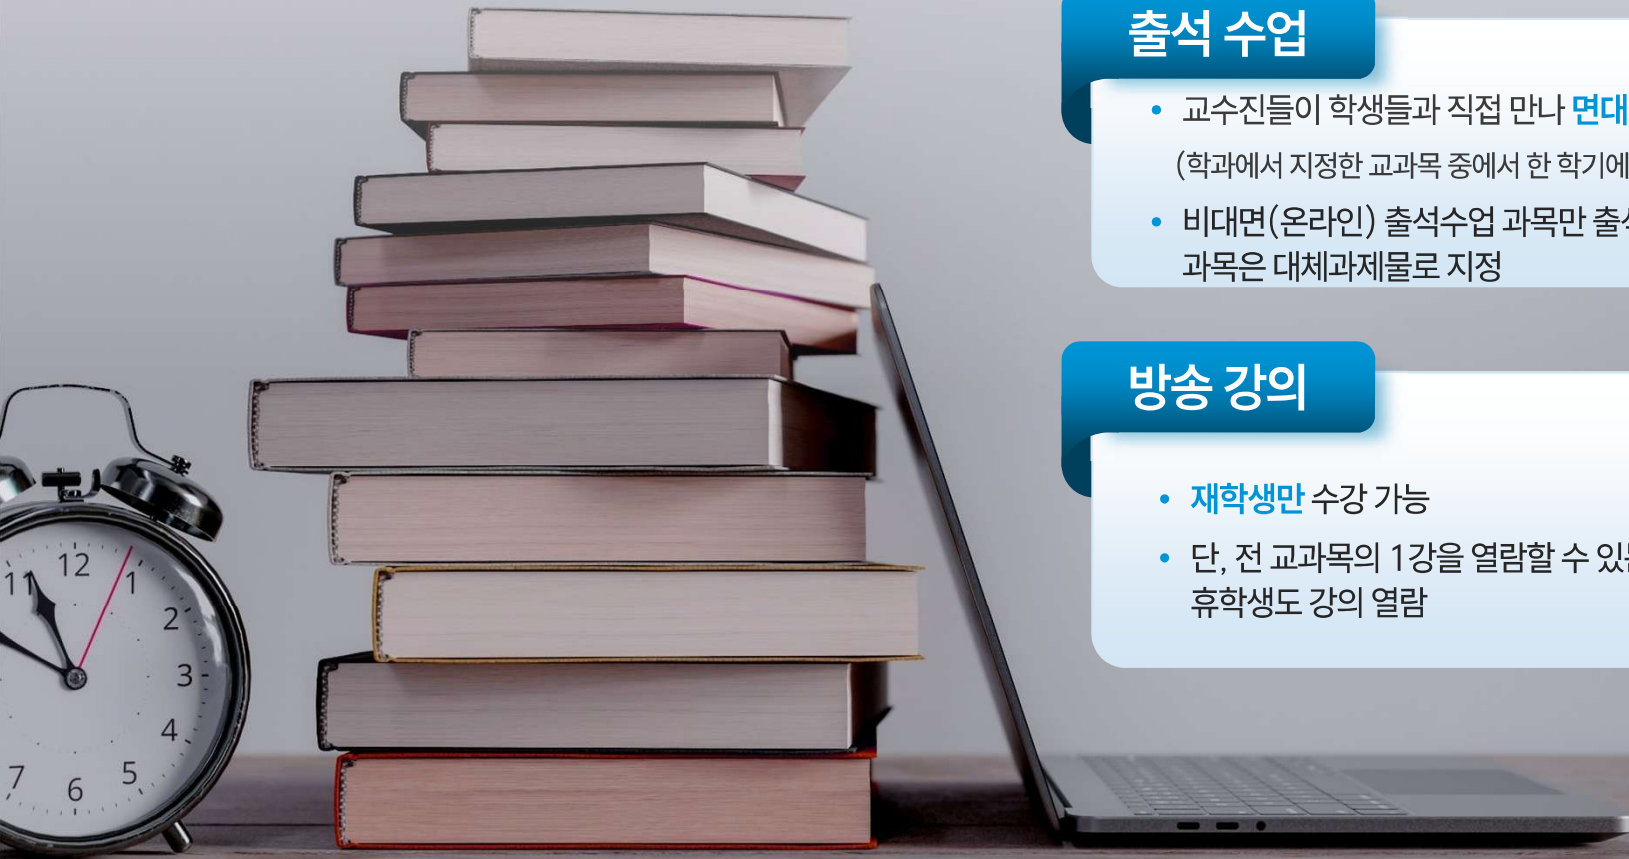 출석 수업
• 교수진들이 학생들과 직접 만나 면대
(학과에서 지정한 교과목 중에서 한 학기에
• 비대면(온라인) 출석수업 과목만
과목은 대체과제물로 지정
방송 강의
• 재학생만 수강 가능
• 단, 전 교과목의 1강을 열람할 수
휴학생도 강의 열람
11 12 1
2
3
4
5
6
7